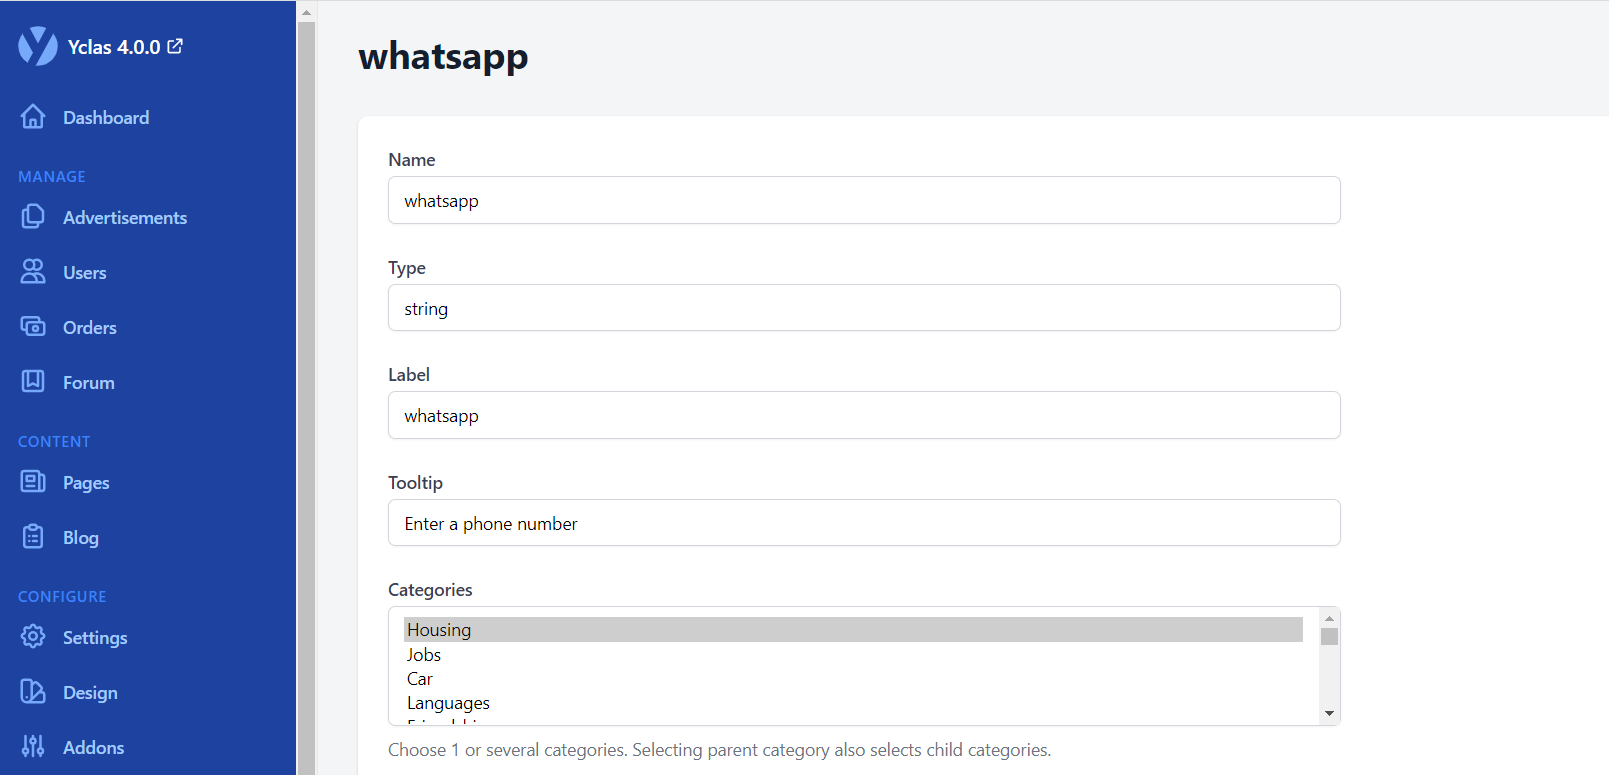 Yclas 4.0.0
Dashboard
MANAGE
Advertisements
Users
Orders
Forum
CONTENT
Pages
Blog
CONFIGURE
Settings
Design
Addons
whatsapp
Name
whatsapp
Type
string
Label
whatsapp
Tooltip
Enter a phone number
Categories
Housing
Jobs
Car
Languages
Choose 1 or several categories. Selecting parent category also selects child categories.